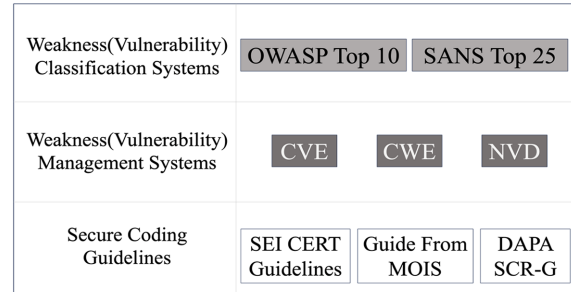 Weakness(Vulnerability)
Classification Systems
OWASP Top 10
SANS Top 25
Weakness(Vulnerability)
Management Systems
CVE
CWE
NVD
Secure Coding
Guidelines
SEI CERT
Guidelines
Guide From
MOIS
DAPA
SCR-G